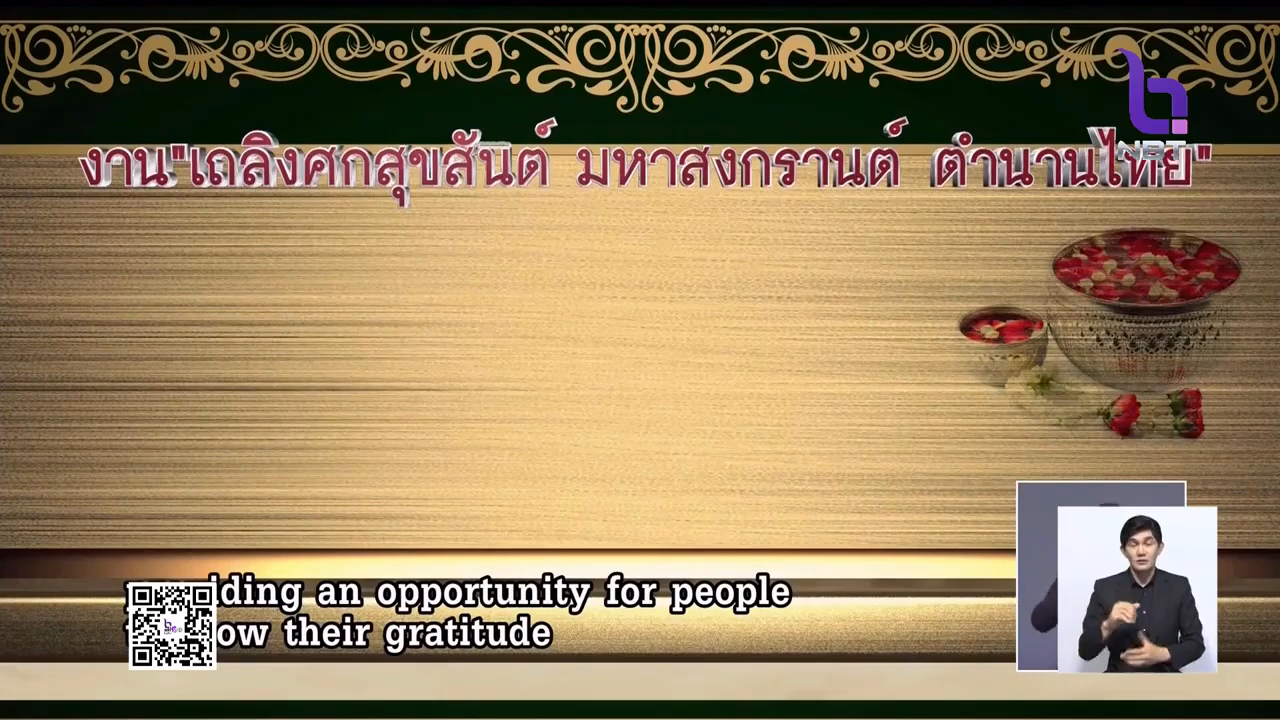 งาน"เถลิงศกสุขสันต์ มหาสงกรานต์ ตำนานไทย"
NBT
an opportunity for people
their gratitude